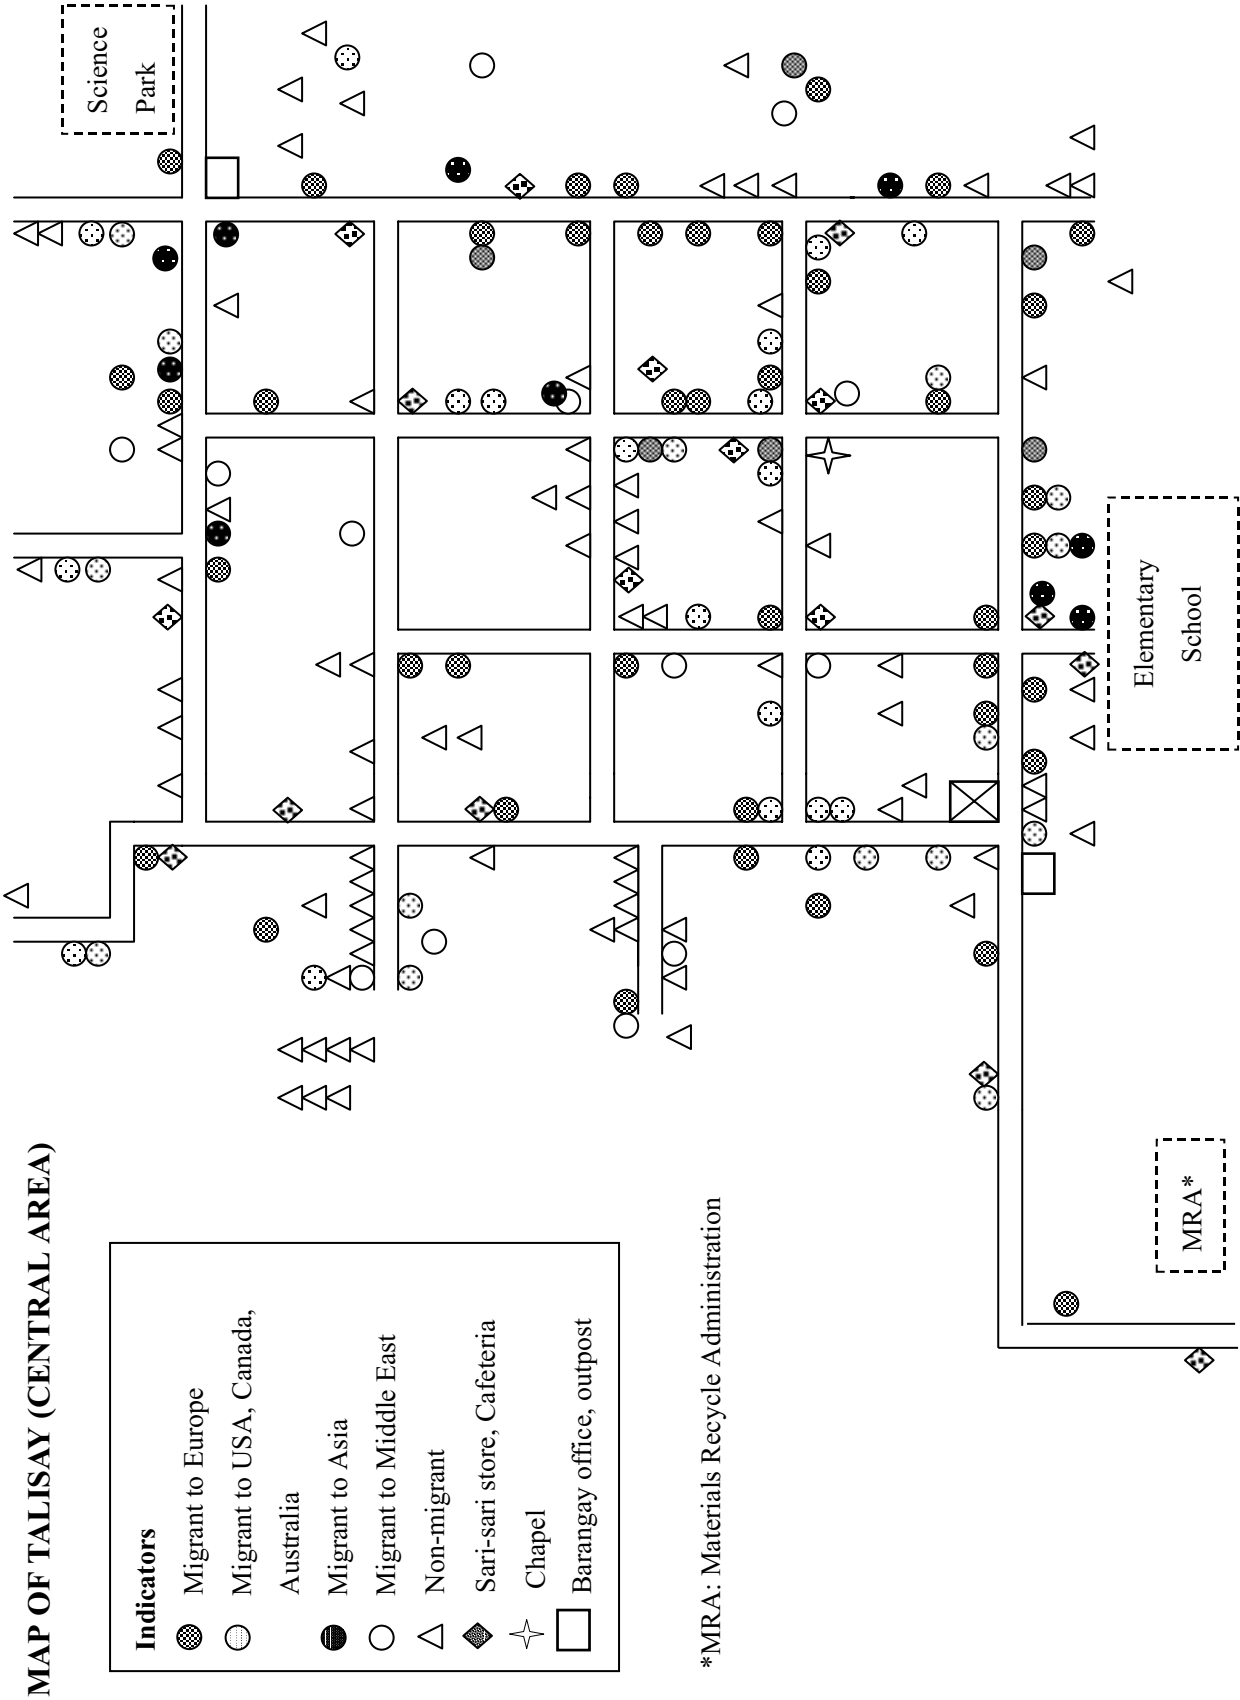 MAP OF TALISAY (CENTRAL AREA)
Indicators
Migrant to Europe
Migrant to USA, Canada,
Australia
Migrant to Asia
Migrant to Middle East
Non-migrant
Sari-sari store, Cafeteria
Chapel
Barangay office, outpost
*MRA: Materials Recycle Administration
MRA*
Elementary
School
Science
Park